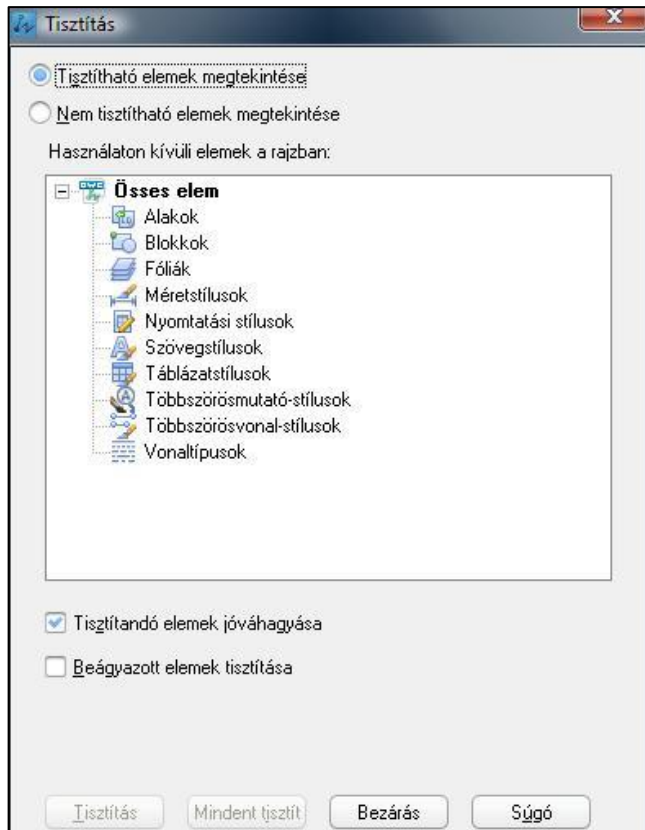 Tisztítás
Tisztítható elemek megtekintése
Nem tisztítható elemek megtekintése
Használaton kívüli elemek a rajzban:
DWG
Összes elem
Alakok
Blokkok
Fóliák
Méretstílusok
Nyomtatási stílusok
Szövegstílusok
Táblázatstílusok
Többszörösmutató-stílusok
Többszörösvonal-stílusok
Vonaltípusok
Tisztítandó elemek jóváhagyása
Beágyazott elemek tisztítása
Tisztítás
Mindent tisztít
Bezárás
Súgó